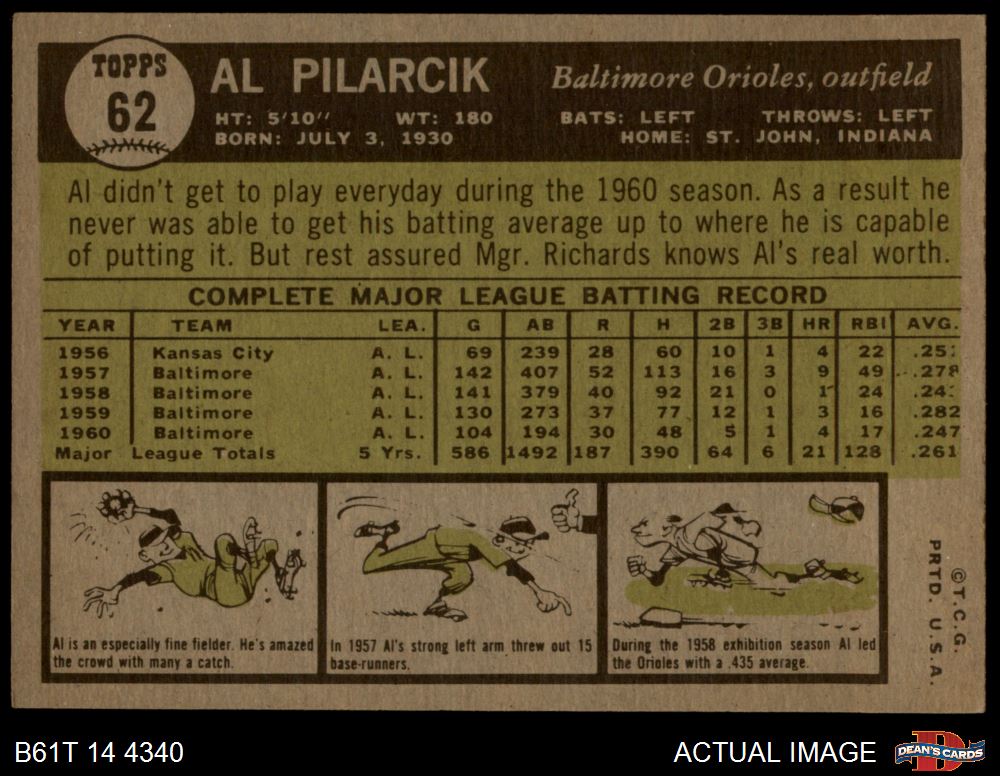 TOPPS
62
AL PILARCIK
Baltimore Orioles, outfield
HT: 5'10" WT: 180 BATS: LEFT THROWS: LEFT
BORN: JULY 3, 1930 HOME: ST. JOHN, INDIANA
Al didn't get to play everyday during the 1960 season. As a result he
never was able to get his batting average up to where he is capable
of putting it. But rest assured Mgr. Richards knows Al's real worth.
COMPLETE MAJOR LEAGUE BATTING RECORD
YEAR TEAM LEA. G AB R H 2B 3B HR RBI AVG.
1956 Kansas City A. L. 69 239 28 60 10 1 4 22
1957 Baltimore A. L. 142 407 52 113 16 3 9 49 .278
1958 Baltimore A. L. 141 379 40 92 21 0 1 24
1959 Baltimore A. L. 130 273 37 77 12 1 3 16 .282
1960 Baltimore A. L. 104 194 30 48 5 1 4 17 .247
Major League Totals 5 Yrs. 586 1492 187 390 64 6 21 128 .261
Al is an especially fine fielder. He's amazed
the crowd with many a catch.
In 1957 Al's strong left arm threw out 15
base-runners.
During the 1958 exhibition season Al led
the Orioles with a .435 average.
©T.C.G.
PRTD. U.S.A.
B61T 14 4340
ACTUAL IMAGE
DEAN'S CARDS